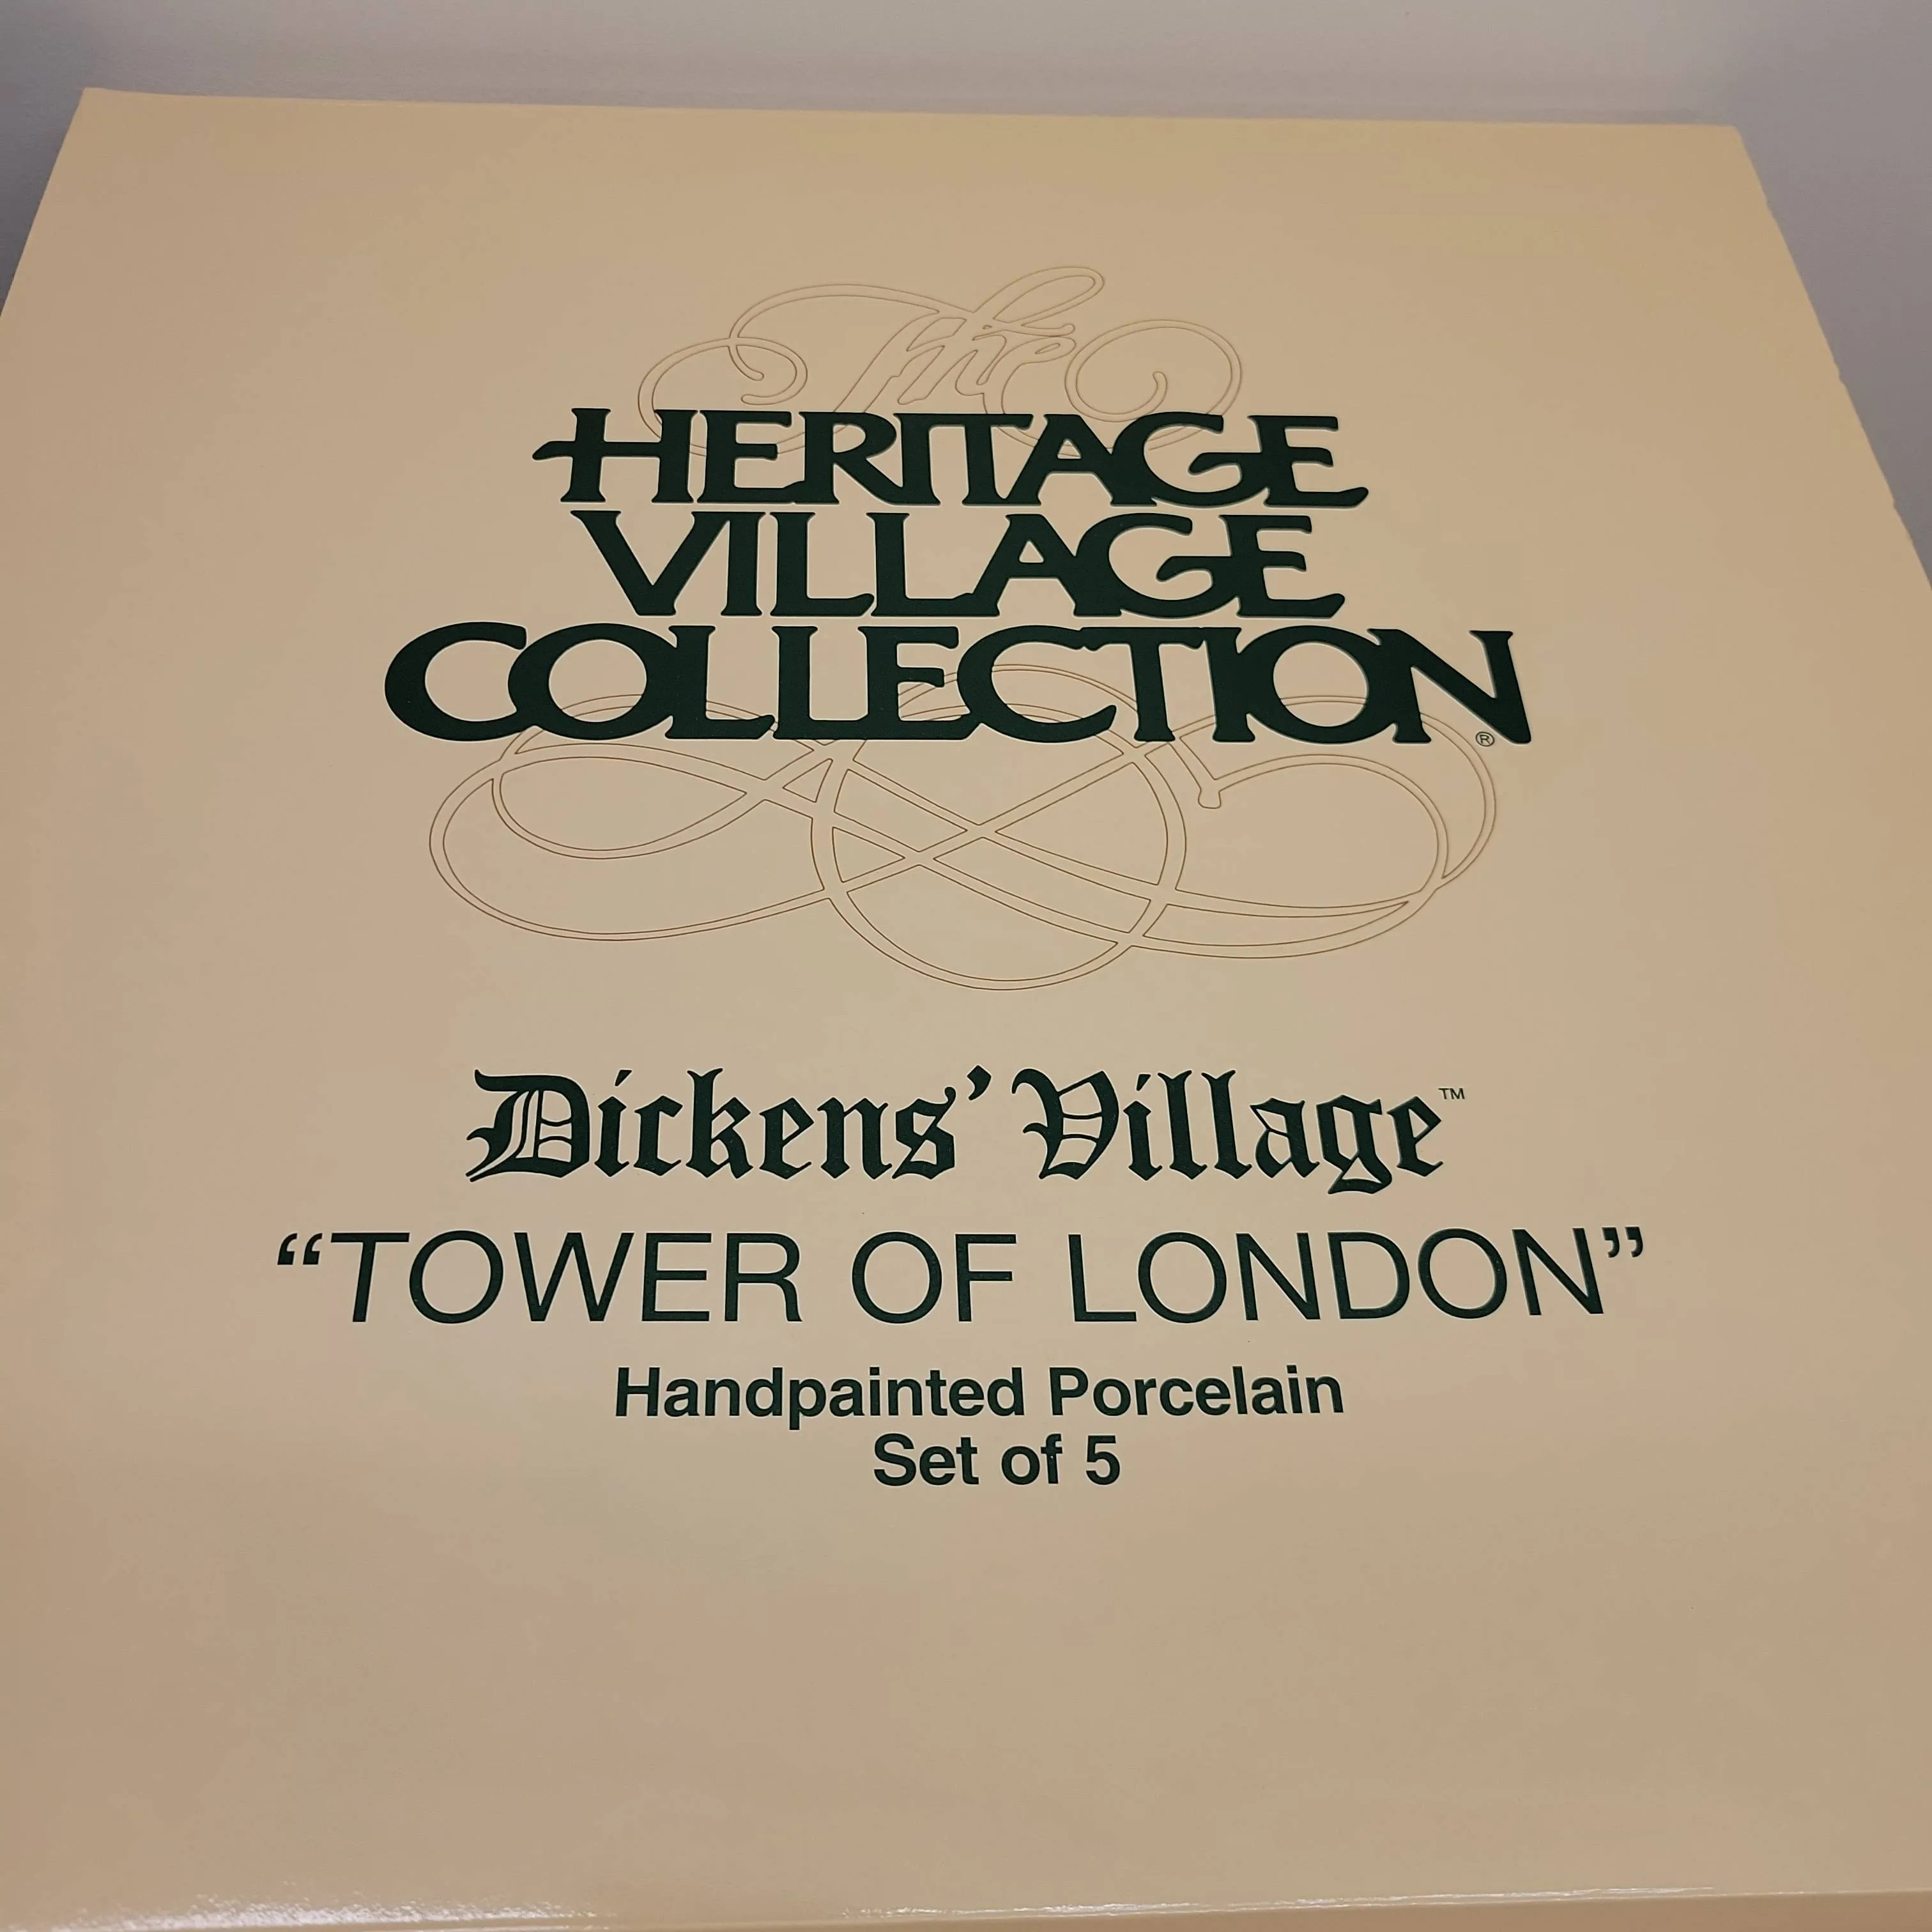 The
HERITAGE
VILLAGE
COLLECTION®
Dickens' Village™
“TOWER OF LONDON”
Handpainted Porcelain
Set of 5